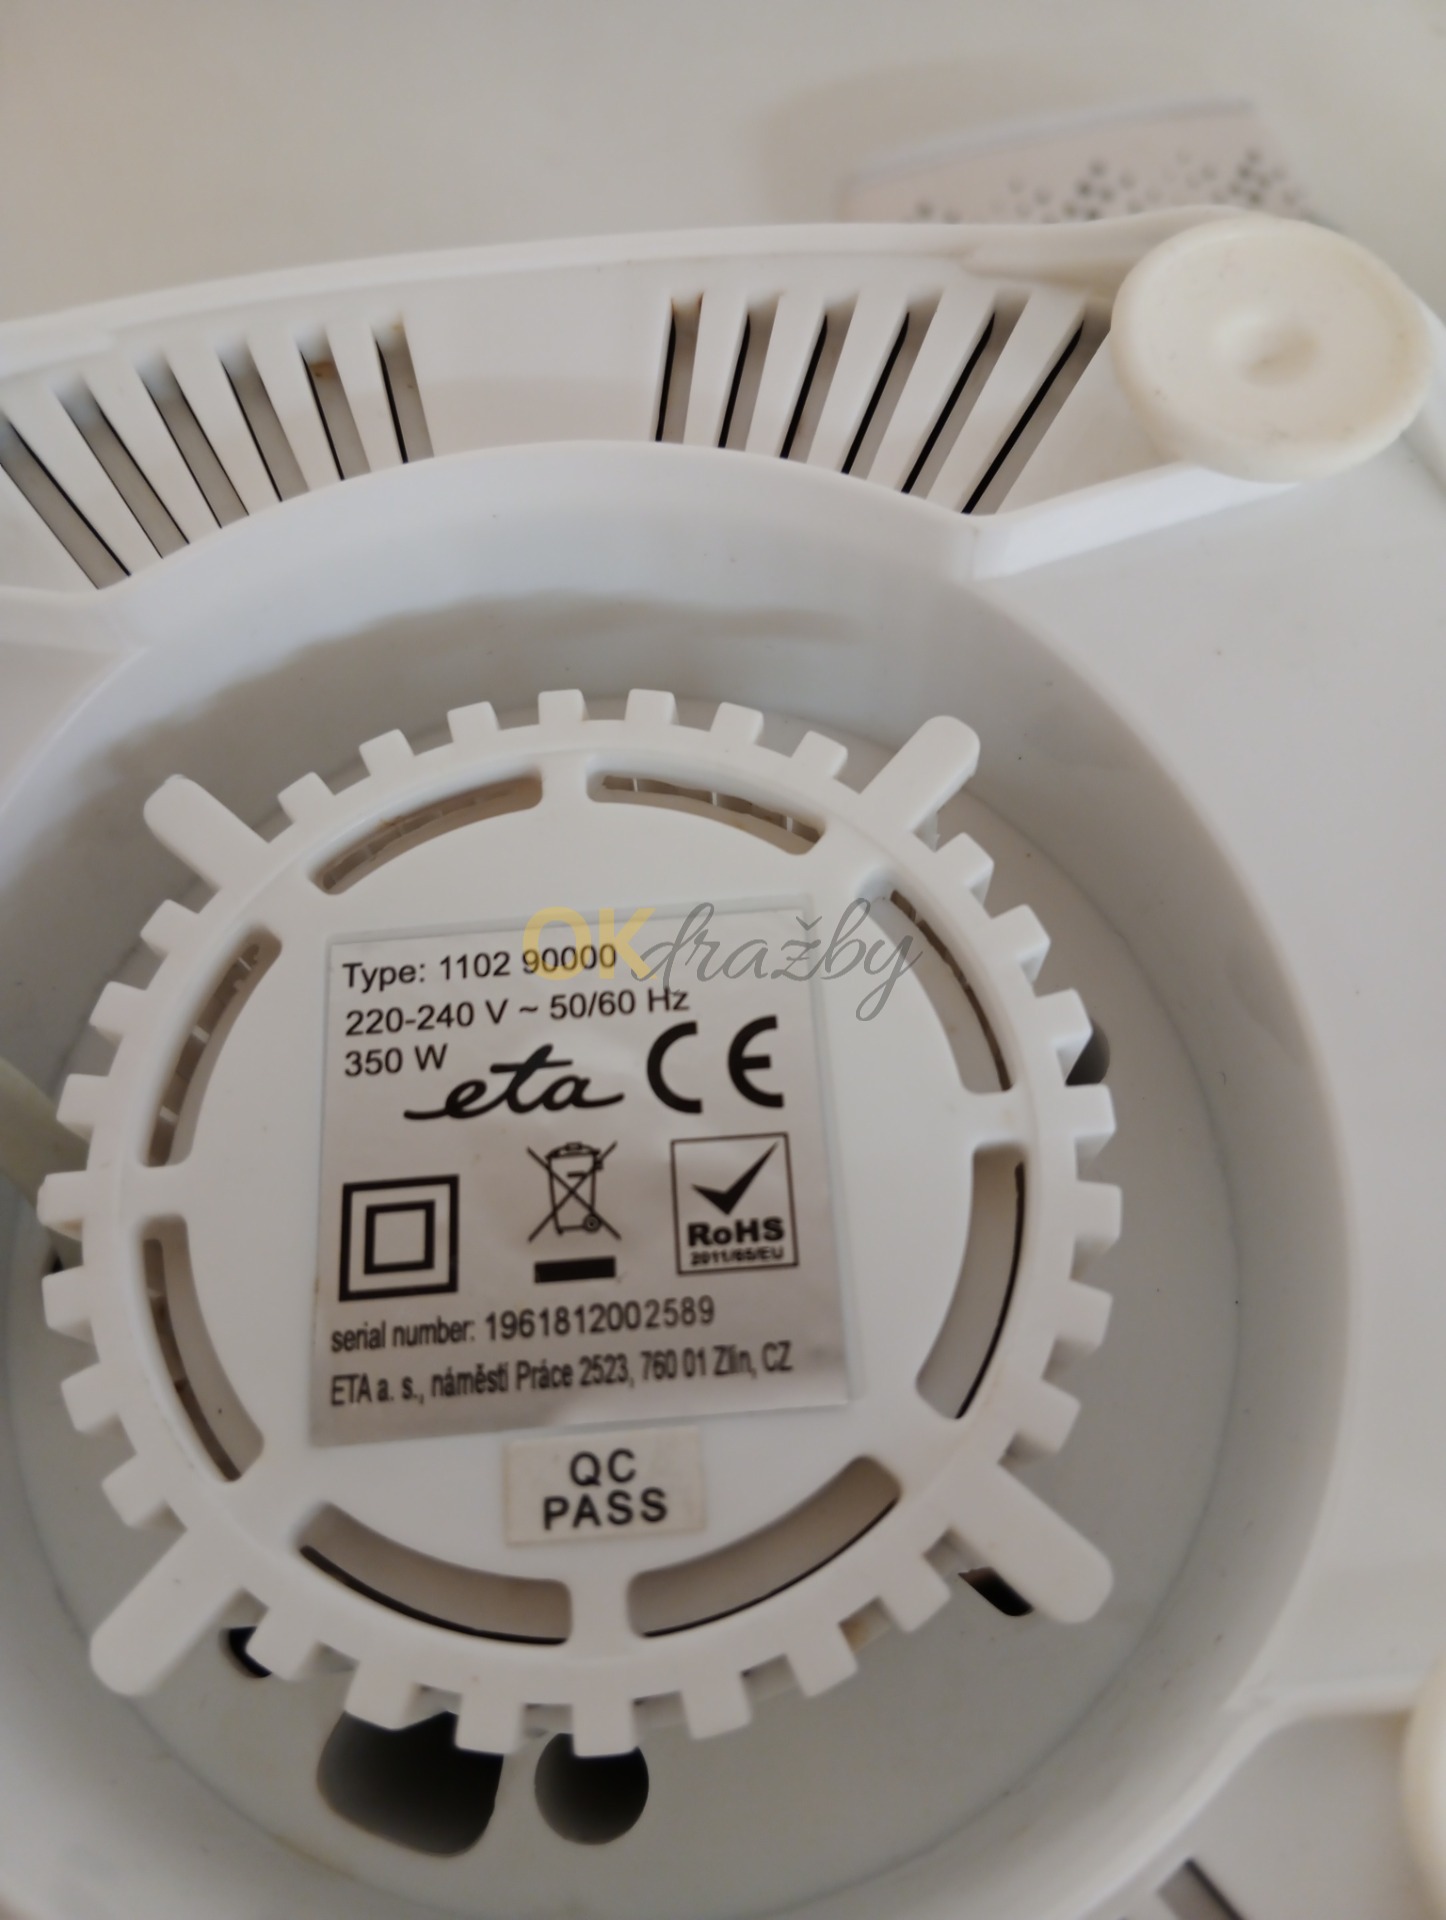 OKdražby
Type: 1102 90000
220-240 V ~ 50/60 Hz
350 W
eta CE
RoHS
2011/65/EU
serial number: 1961812002589
ETA a. s., náměstí Práce 2523, 760 01 Zlín, CZ
QC
PASS